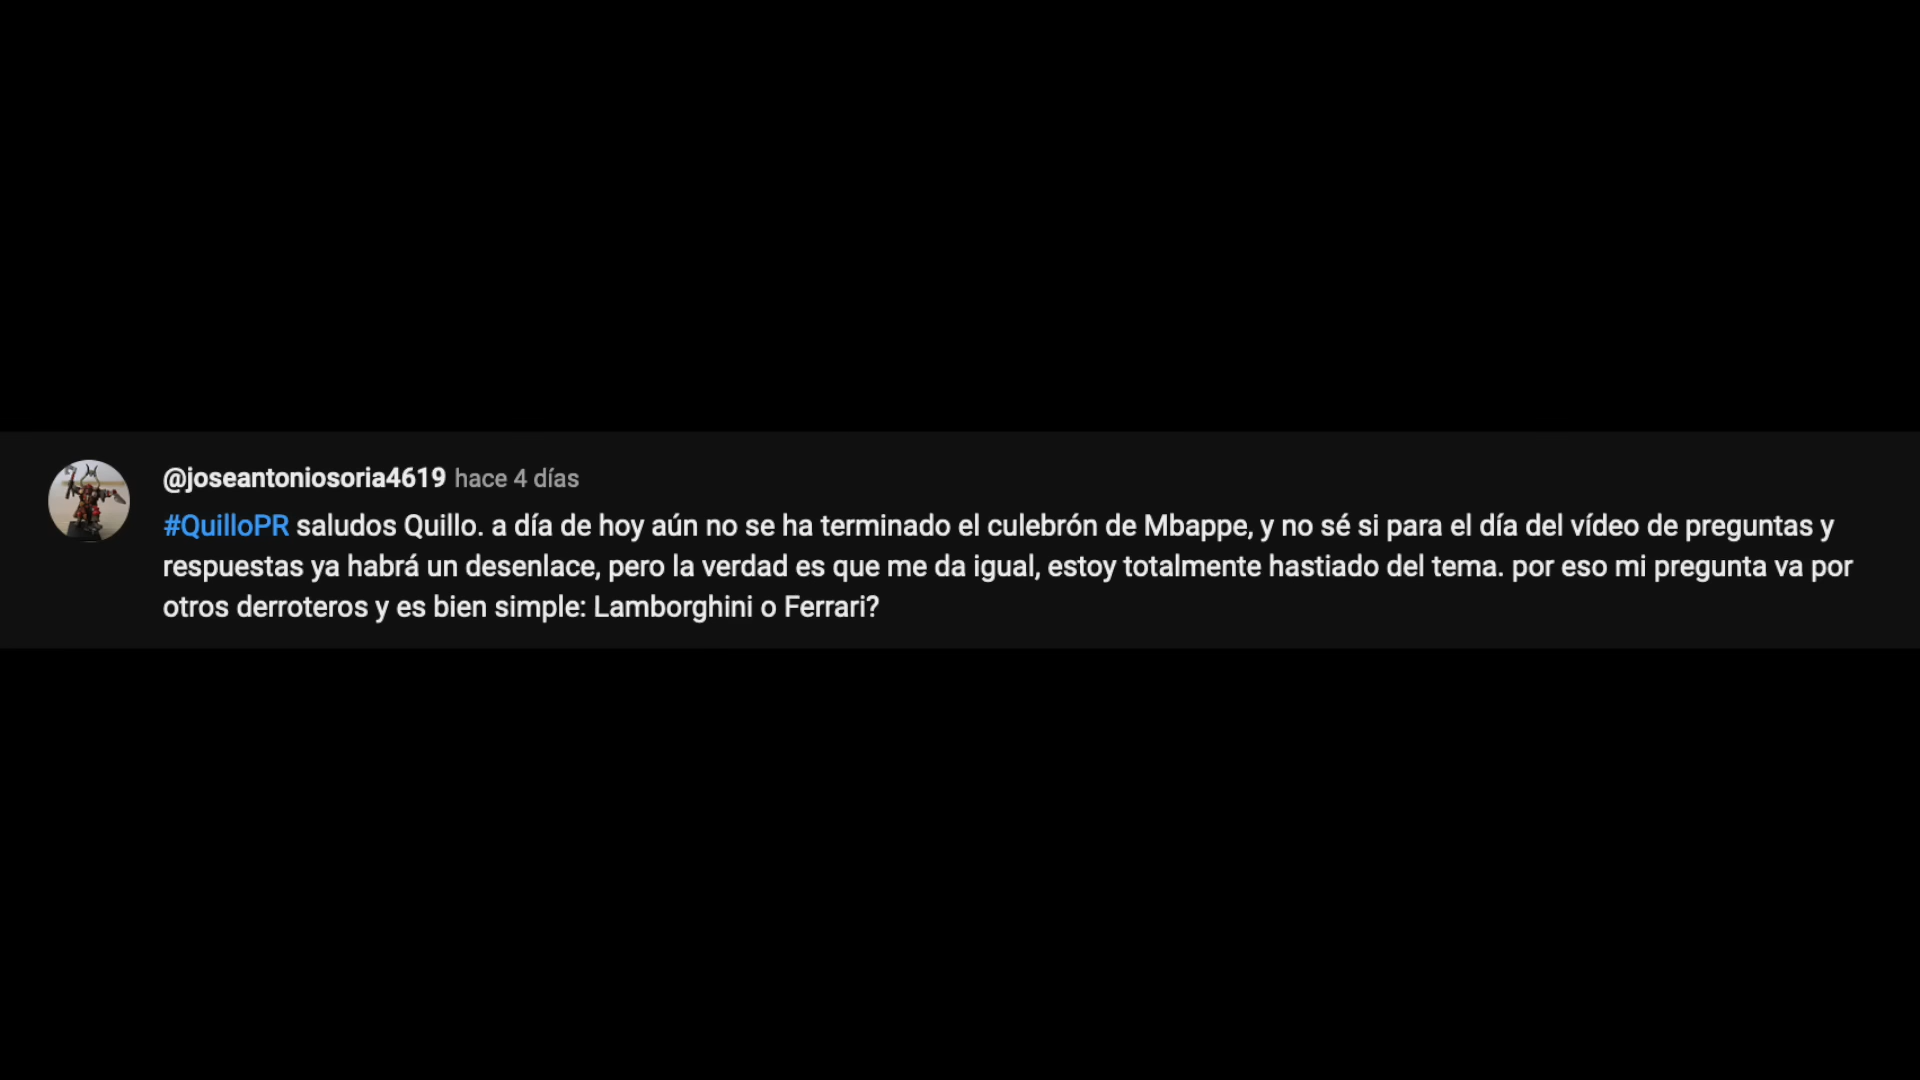 @joseantoniosoria4619 hace 4 días
#QuilloPR saludos Quillo. a día de hoy aún no se ha terminado el culebrón de Mbappe, y no sé si para el día del vídeo de preguntas y
respuestas ya habrá un desenlace, pero la verdad es que me da igual, estoy totalmente hastiado del tema. por eso mi pregunta va por
otros derroteros y es bien simple: Lamborghini o Ferrari?